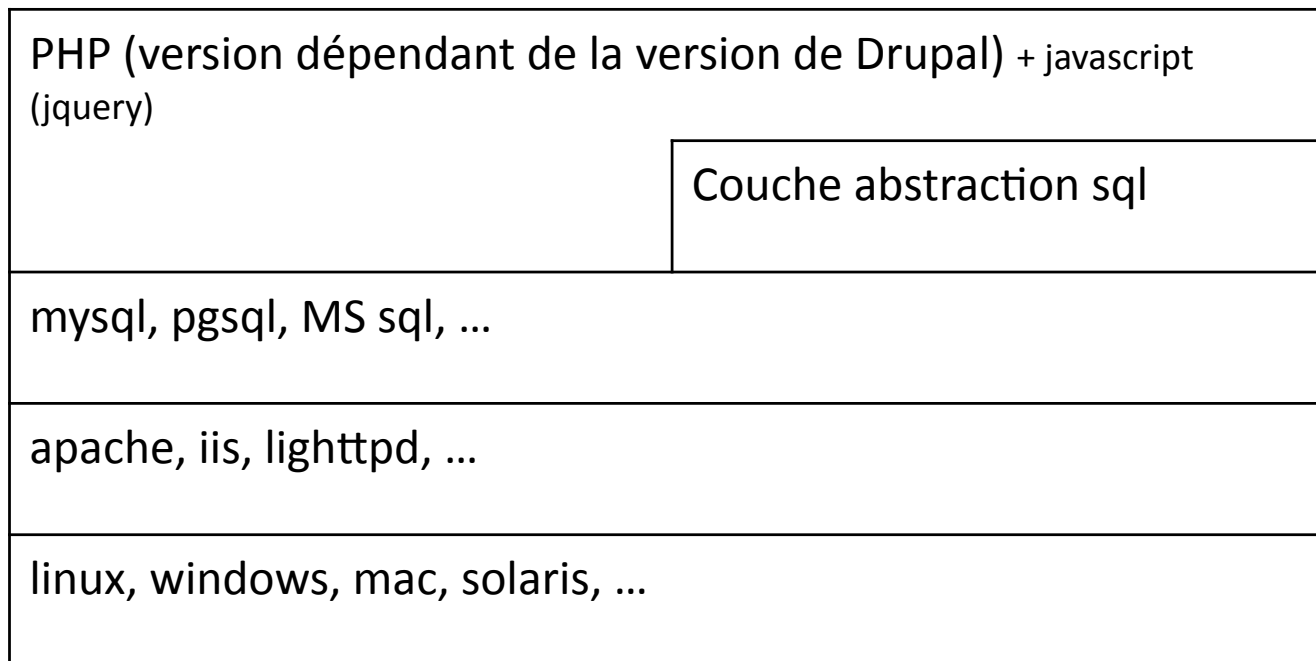 PHP (version dépendant de la version de Drupal) + javascript
(jquery)
Couche abstraction sql
mysql, pgsql, MS sql, …
apache, iis, lighttpd, …
linux, windows, mac, solaris, …